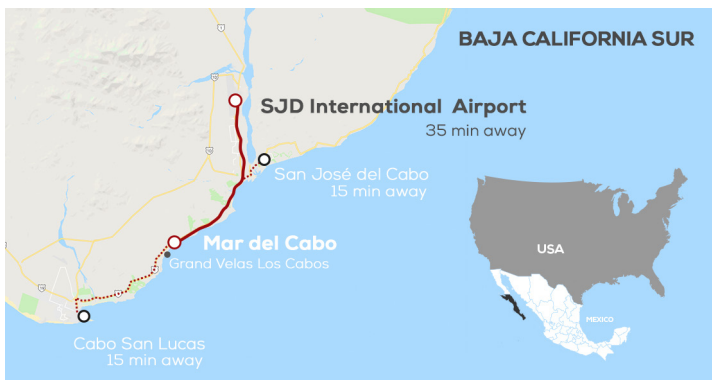 BAJA CALIFORNIA SUR
SJD International Airport
35 min away
San José del Cabo
15 min away
Mar del Cabo
Grand Velas Los Cabos
Cabo San Lucas
15 min away
USA
MEXICO